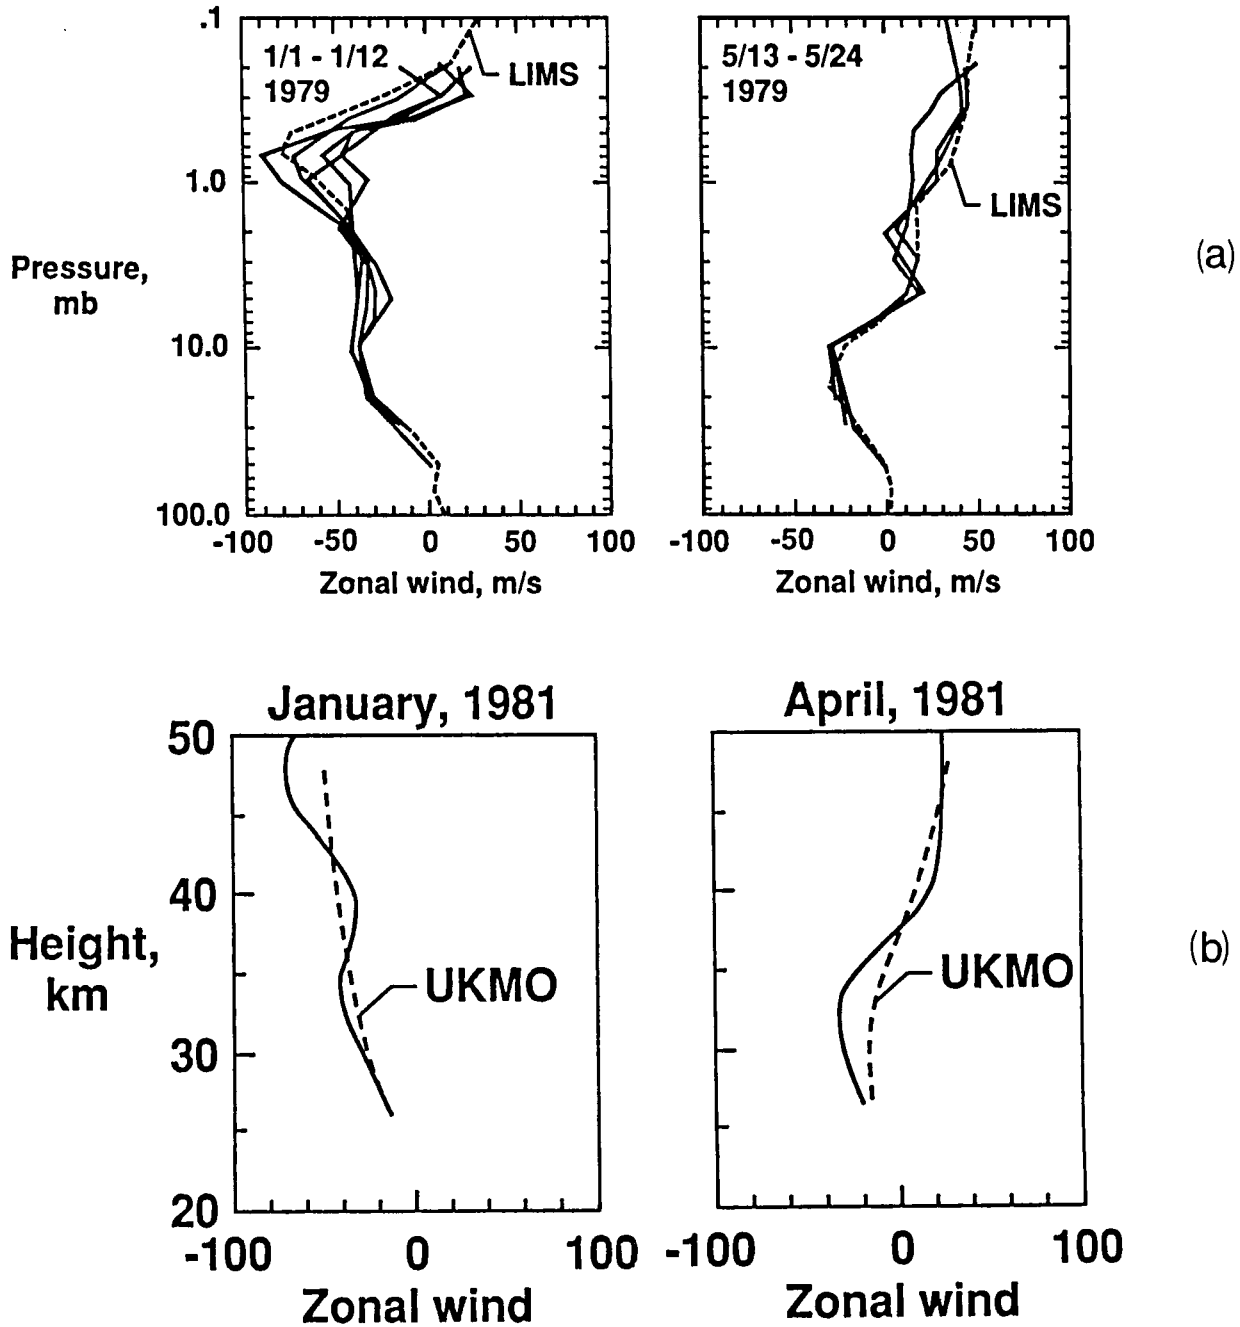 .1
1/1 - 1/12
1979
LIMS
1.0
Pressure,
mb
10.0
100.0
-100 -50 0 50 100
Zonal wind, m/s
5/13 - 5/24
1979
LIMS
-100 -50 0 50 100
Zonal wind, m/s
(a)
January, 1981
50
40
Height,
km
30
20
UKMO
-100 0 100
Zonal wind
April, 1981
UKMO
-100 0 100
Zonal wind
(b)